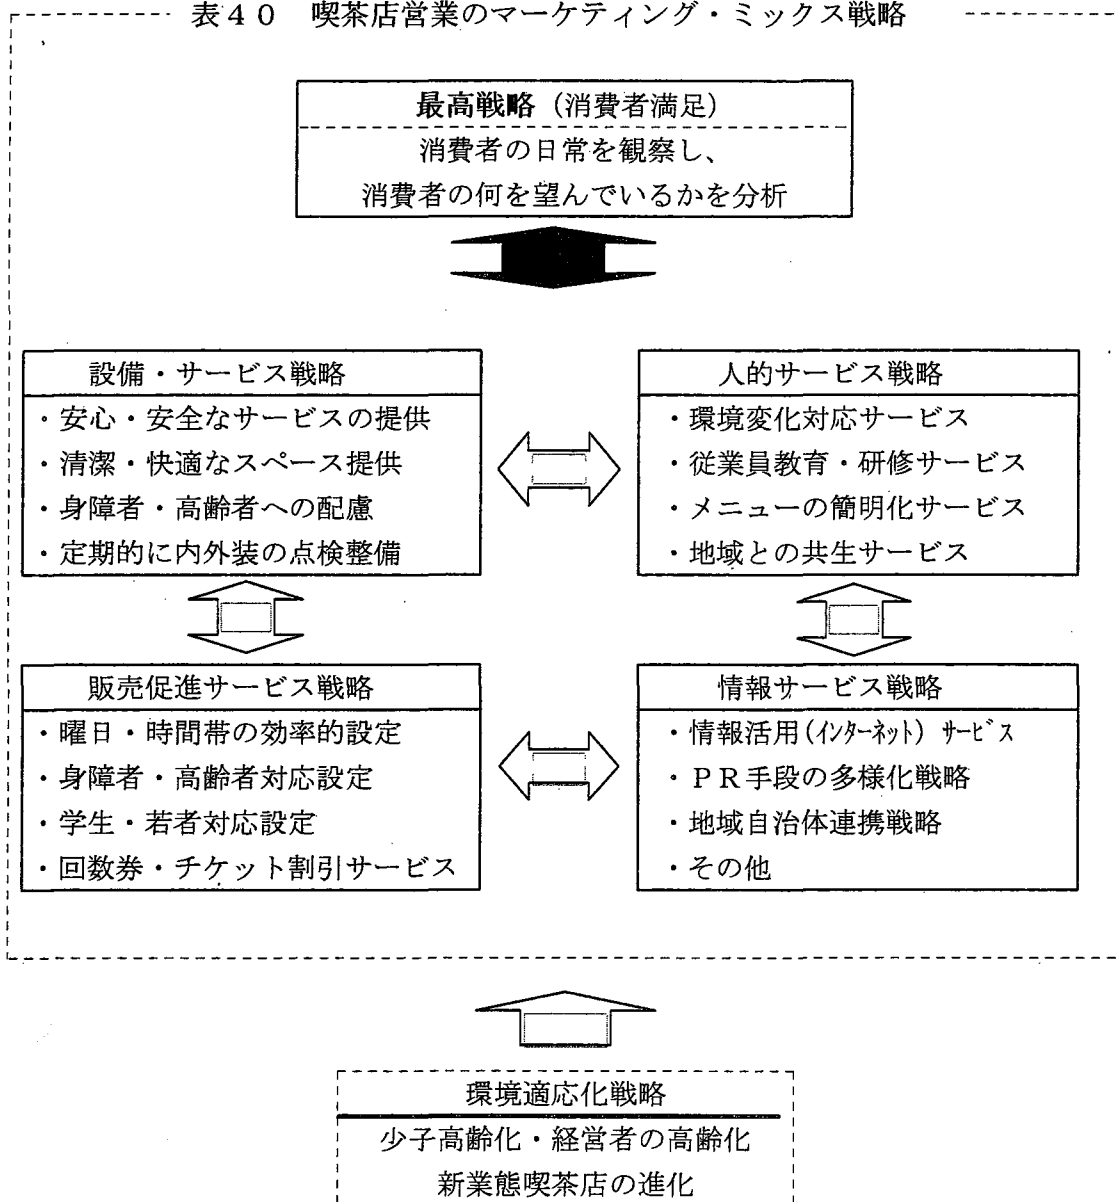 表４０　喫茶店営業のマーケティング・ミックス戦略
最高戦略（消費者満足）
消費者の日常を観察し、
消費者の何を望んでいるかを分析
設備・サービス戦略
・安心・安全なサービスの提供
・清潔・快適なスペース提供
・身障者・高齢者への配慮
・定期的に内外装の点検整備
人的サービス戦略
・環境変化対応サービス
・従業員教育・研修サービス
・メニューの簡明化サービス
・地域との共生サービス
販売促進サービス戦略
・曜日・時間帯の効率的設定
・身障者・高齢者対応設定
・学生・若者対応設定
・回数券・チケット割引サービス
情報サービス戦略
・情報活用(ｲﾝﾀｰﾈｯﾄ) ｻｰﾋﾞｽ
・ＰＲ手段の多様化戦略
・地域自治体連携戦略
・その他
環境適応化戦略
少子高齢化・経営者の高齢化
新業態喫茶店の進化